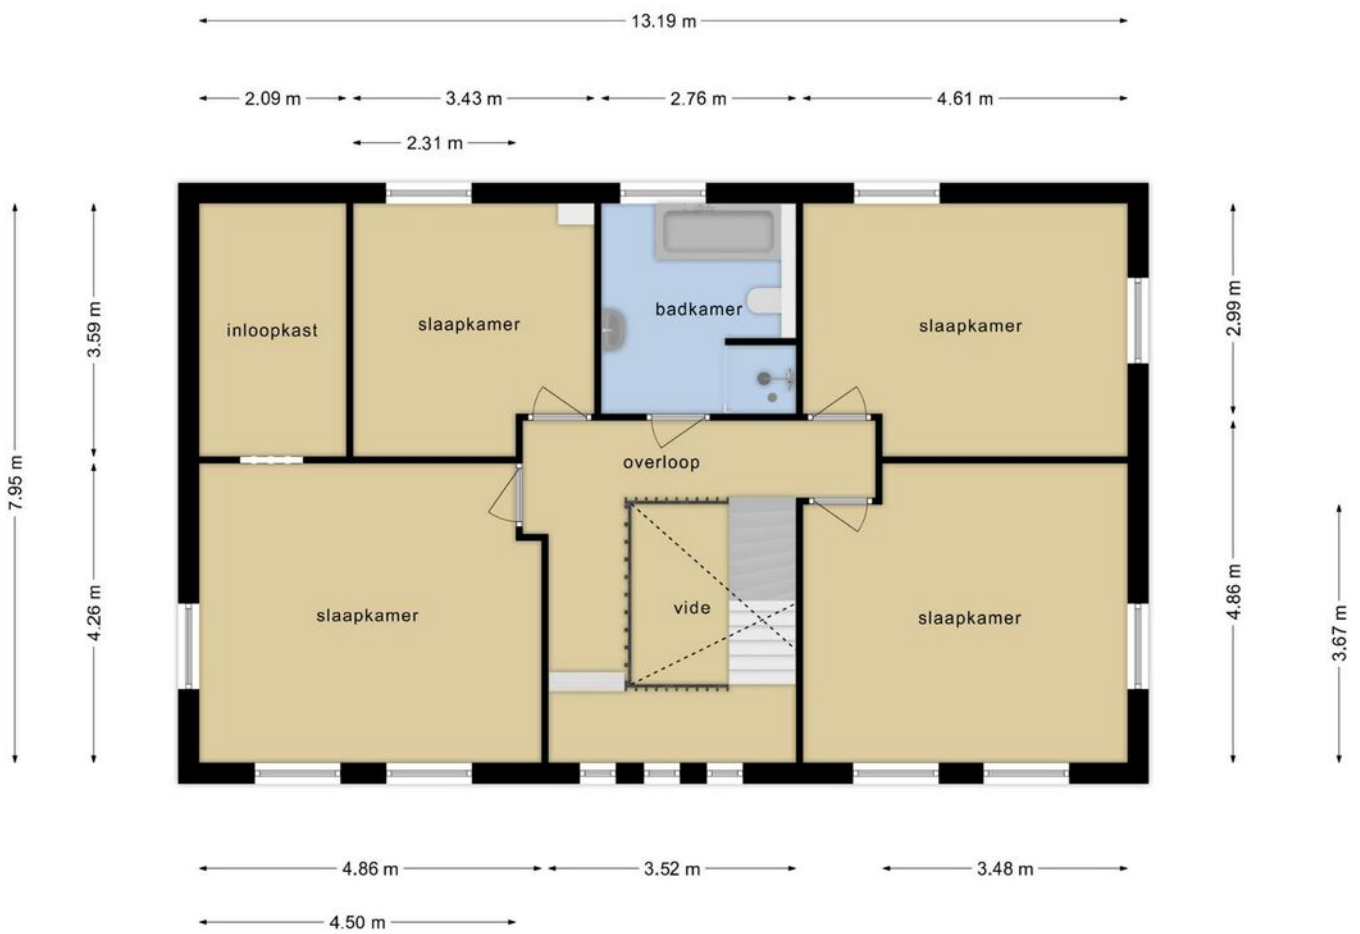 13.19 m
2.09 m
3.43 m
2.76 m
4.61 m
2.31 m
7.95 m
3.59 m
4.26 m
inloopkast
slaapkamer
badkamer
slaapkamer
overloop
slaapkamer
vide
slaapkamer
2.99 m
4.86 m
3.67 m
4.86 m
3.52 m
3.48 m
4.50 m